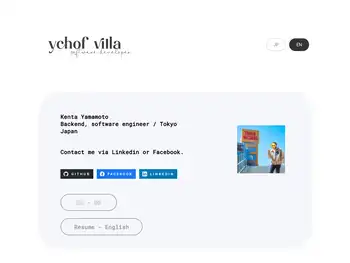 ychof villa
software developer
JP
EN
Kenta Yamamoto
Backend, software engineer / Tokyo
Japan
Contact me via Linkedin or Facebook.
GITHUB
FACEBOOK
LINKEDIN
Resume - English